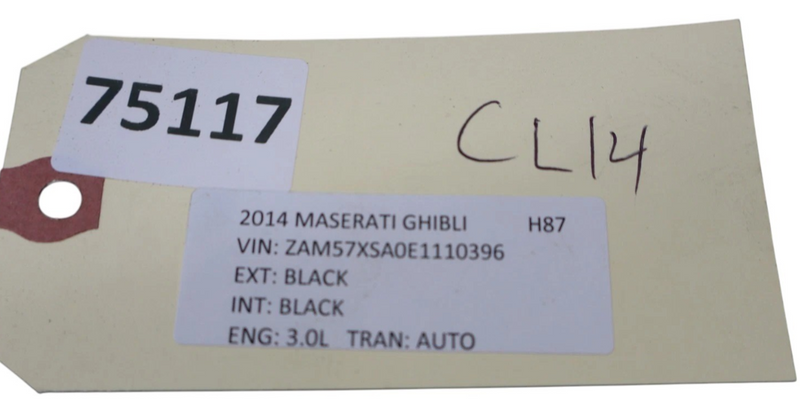 75117
CL14
2014 MASERATI GHIBLI H87
VIN: ZAM57XSA0E1110396
EXT: BLACK
INT: BLACK
ENG: 3.0L TRAN: AUTO